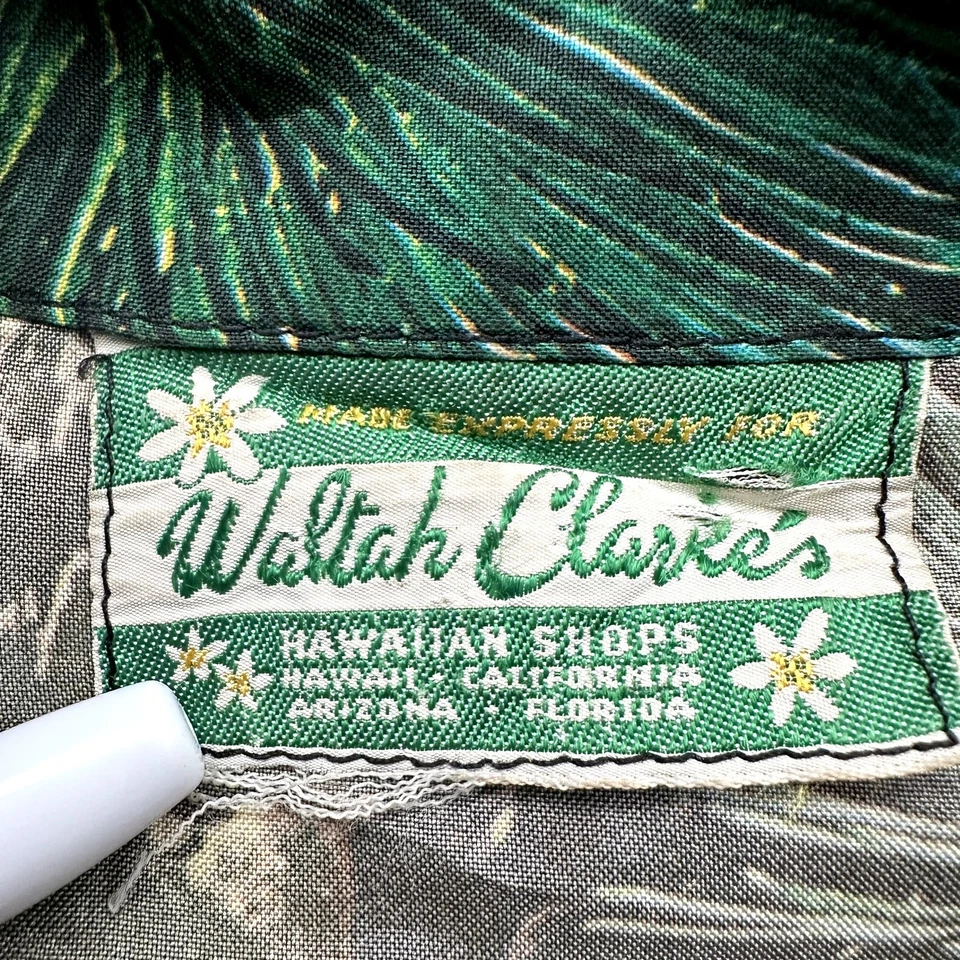 MADE EXPRESSLY FOR
Waltah Clarke's
HAWAIIAN SHOPS
HAWAII · CALIFORNIA
ARIZONA · FLORIDA